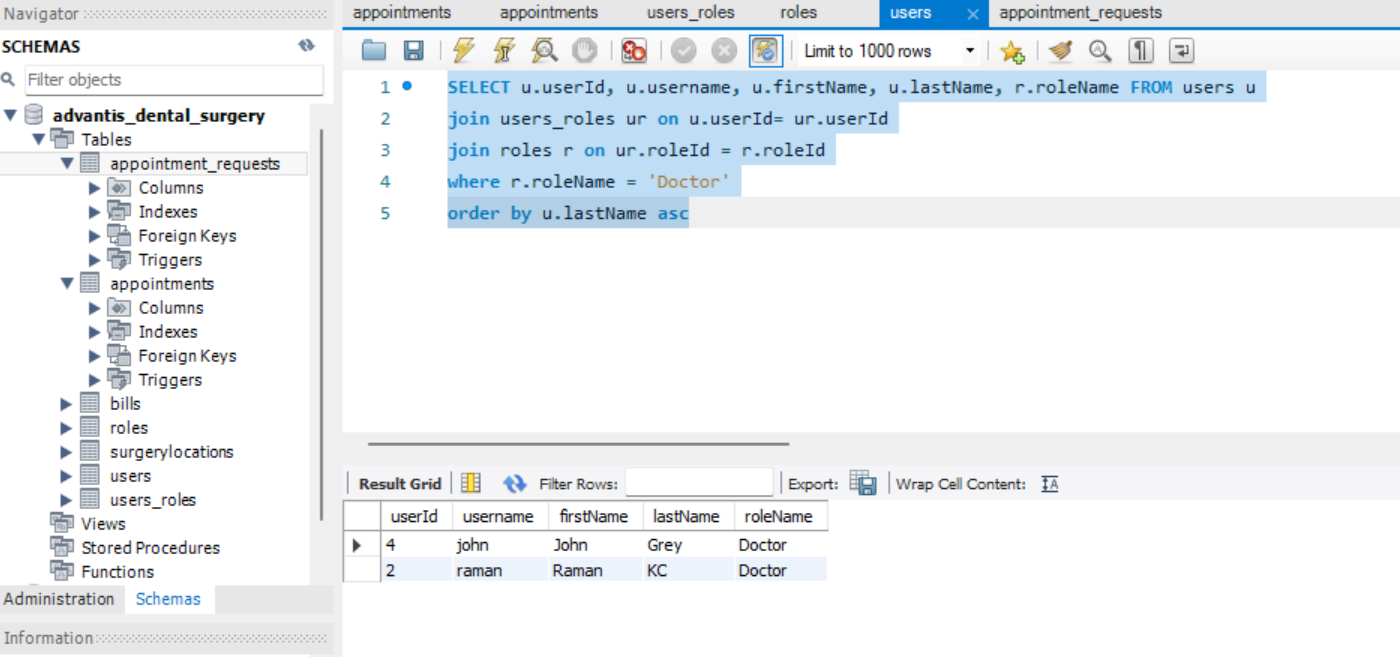 Navigator
SCHEMAS
Filter objects
advantis_dental_surgery
Tables
appointment_requests
Columns
Indexes
Foreign Keys
Triggers
appointments
Columns
Indexes
Foreign Keys
Triggers
bills
roles
surgerylocations
users
users_roles
Views
Stored Procedures
Functions
Administration Schemas
Information
appointments appointments users_roles roles users appointment_requests
Limit to 1000 rows
1 SELECT u.userId, u.username, u.firstName, u.lastName, r.roleName FROM users u
2 join users_roles ur on u.userId= ur.userId
3 join roles r on ur.roleId = r.roleId
4 where r.roleName = 'Doctor'
5 order by u.lastName asc
Result Grid Filter Rows: Export: Wrap Cell Content: IA
userId username firstName lastName roleName
4 john John Grey Doctor
2 raman Raman KC Doctor